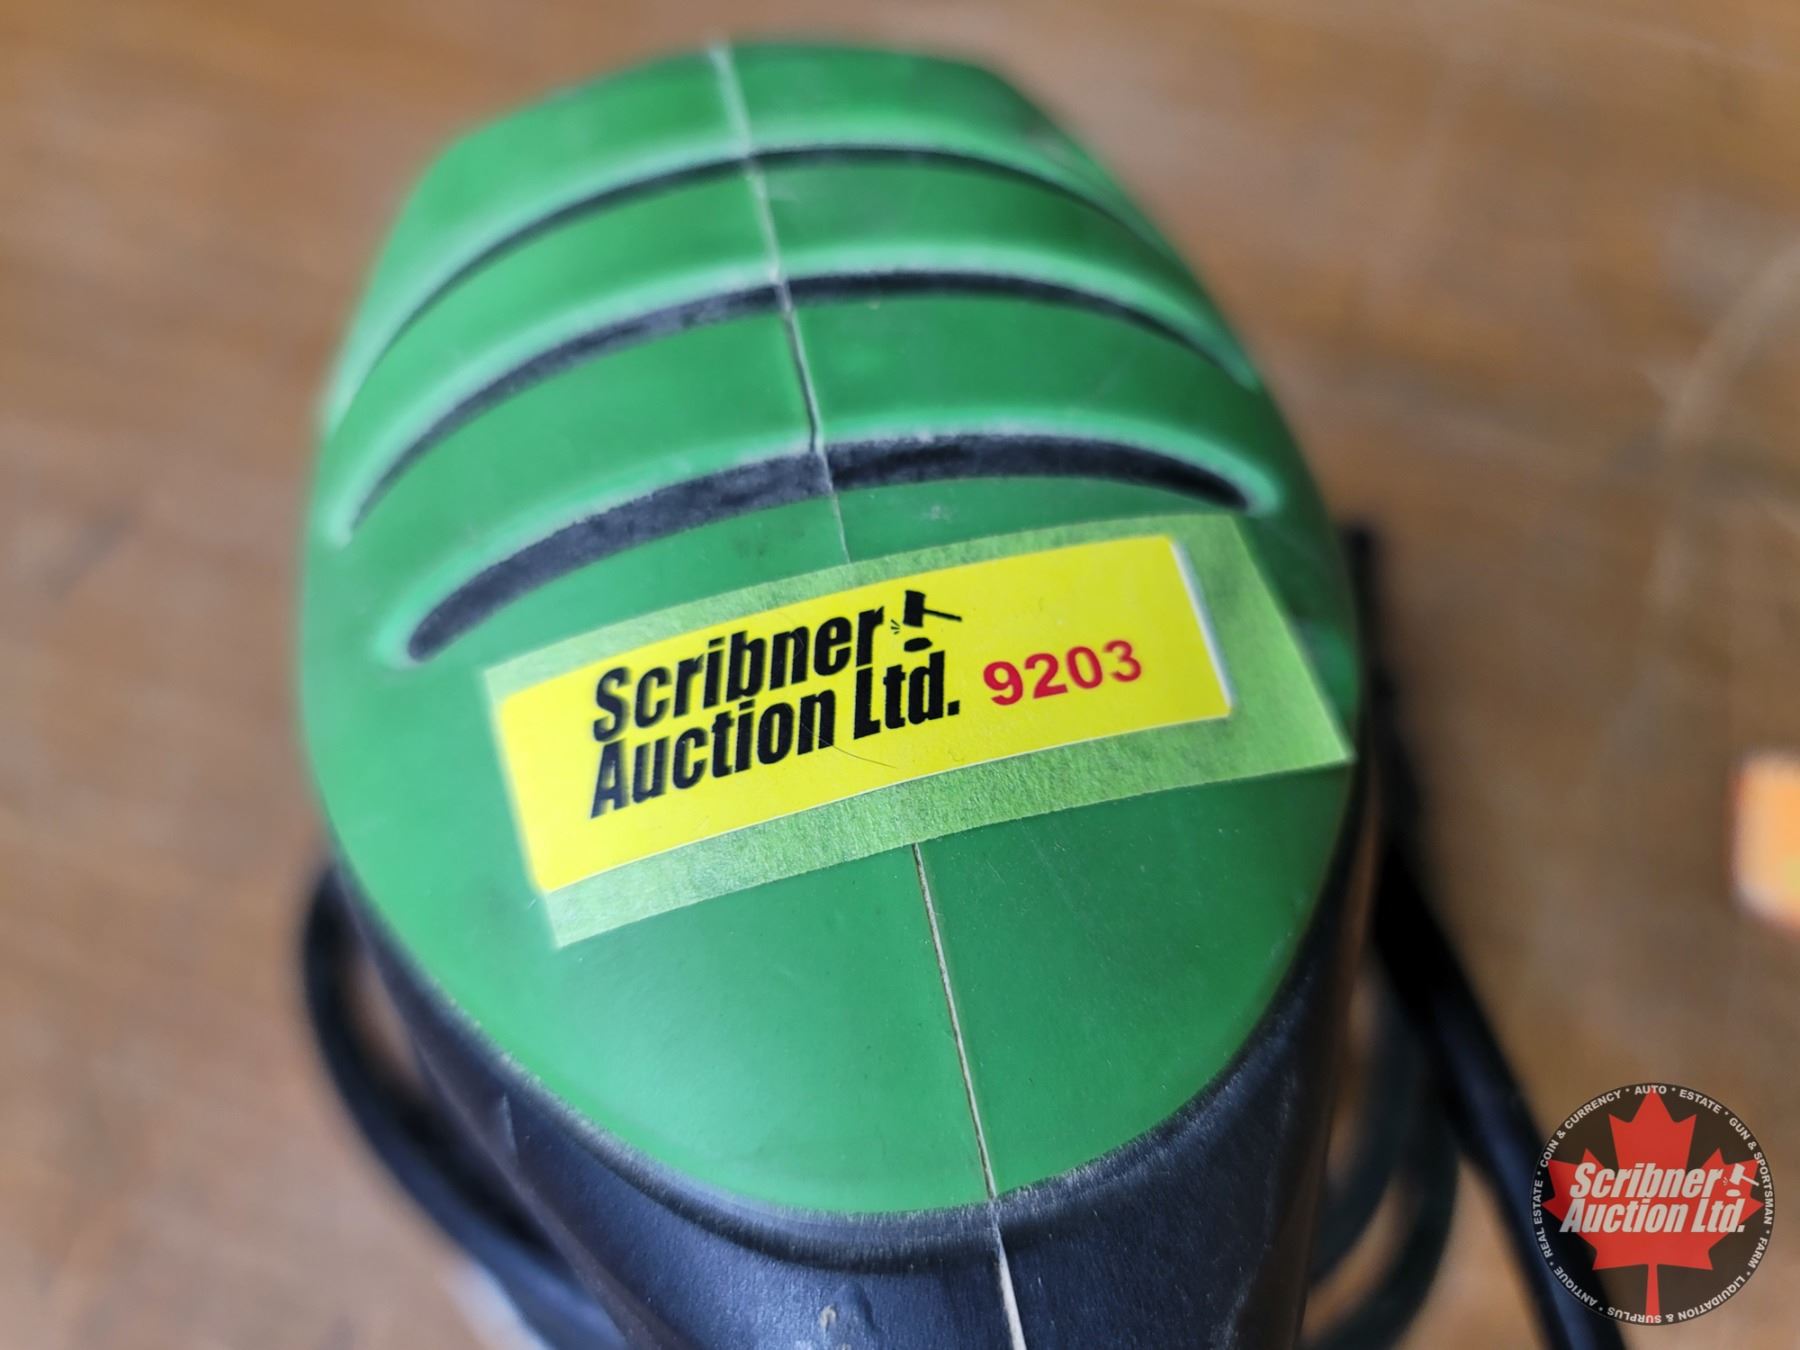 Scribner
Auction Ltd. 9203
COIN & CURRENCY • AUTO • ESTATE • GUN & SPORTSMAN • FARM • LIQUIDATION & SURPLUS • ANTIQUE • REAL ESTATE •
Scribner
Auction Ltd.